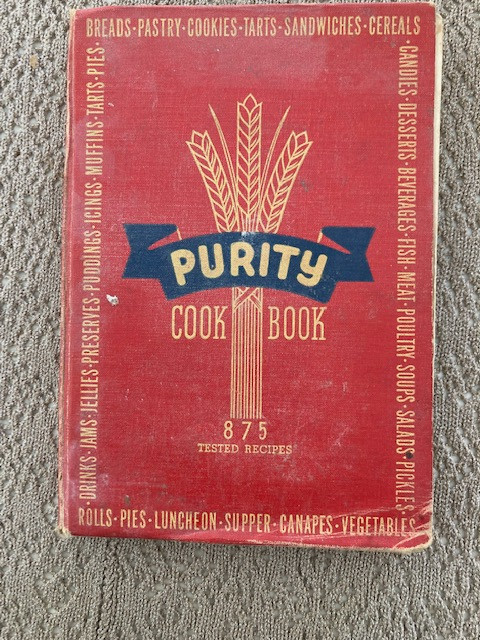 BREADS·PASTRY·COOKIES·TARTS·SANDWICHES·CEREALS
·CANDIES·DESSERTS·BEVERAGES·FISH·MEAT·POULTRY·SOUPS·SALADS·PICKLES·
PURITY
COOK BOOK
875
TESTED RECIPES
·DRINKS·JAMS·JELLIES·PRESERVES·PUDDINGS·ICINGS·MUFFINS·TARTS·PIES·
ROLLS·PIES·LUNCHEON·SUPPER·CANAPES·VEGETABLES